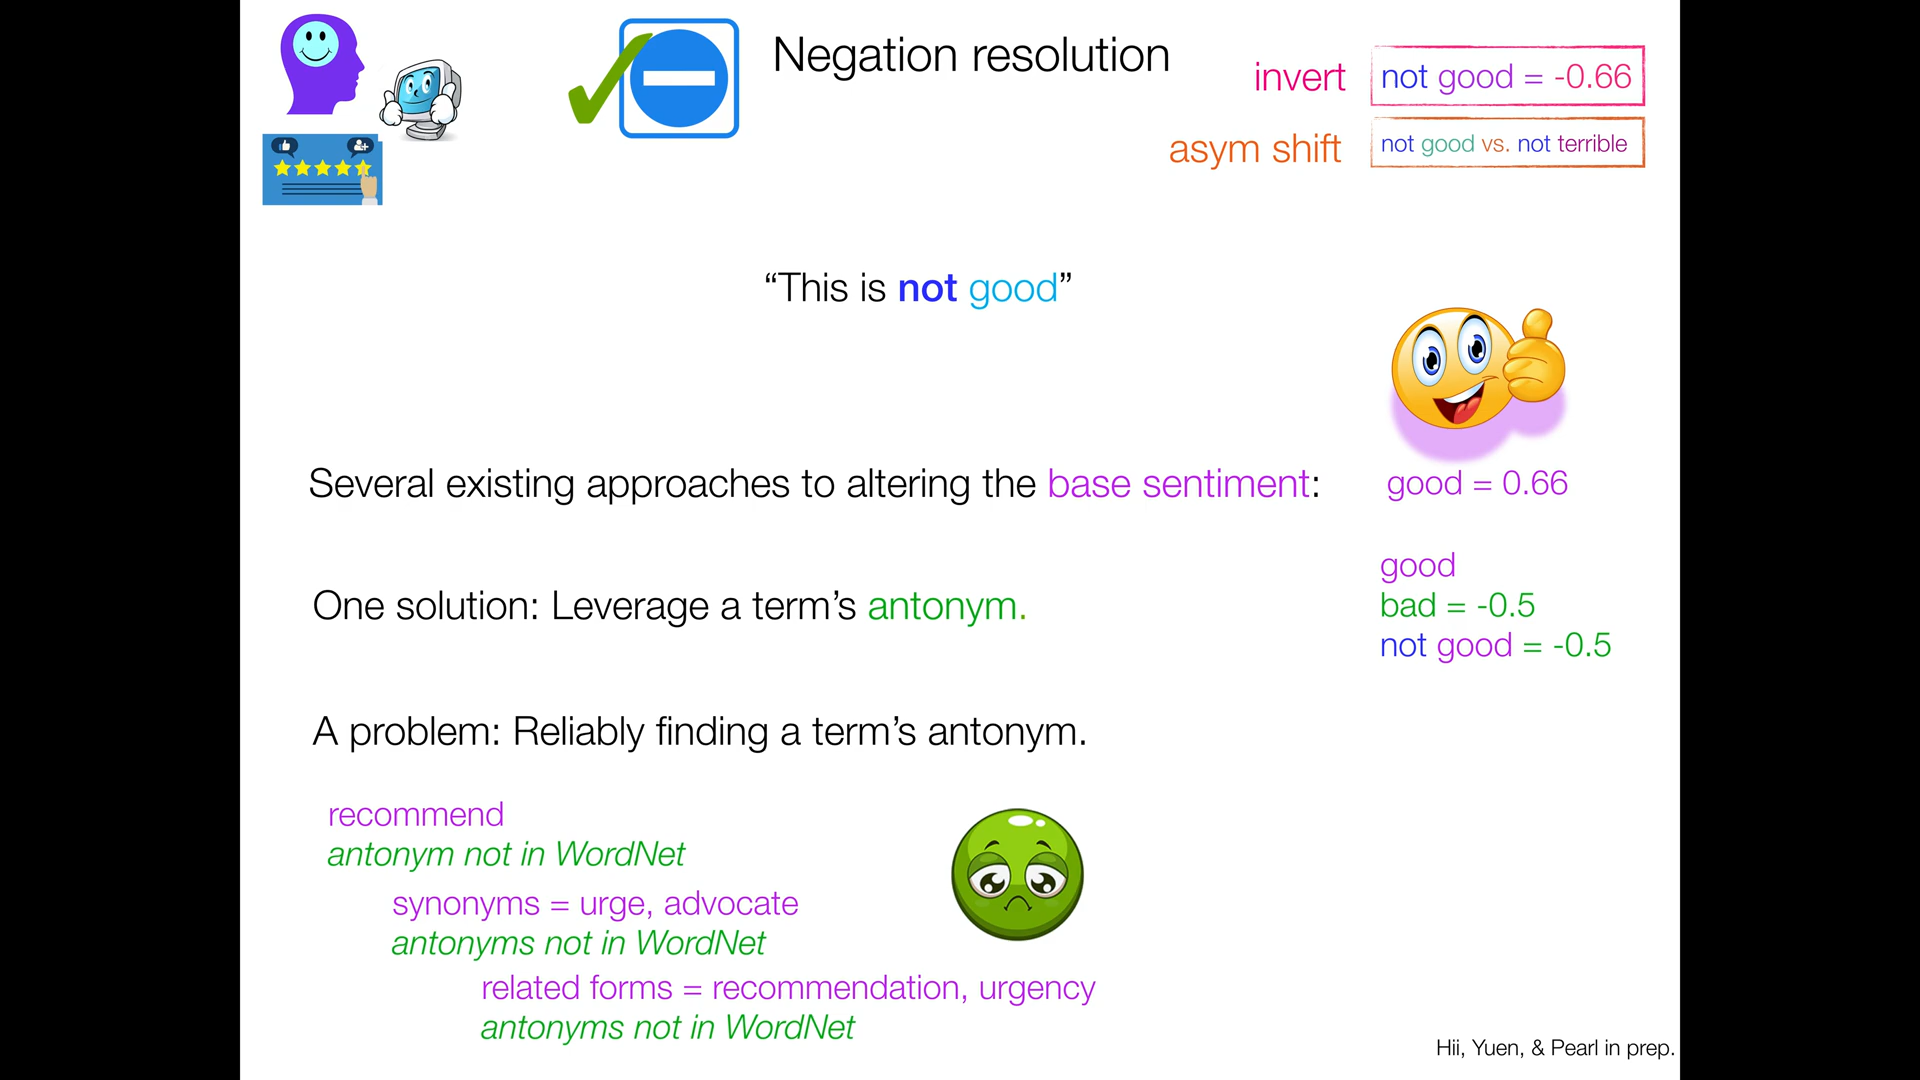 Negation resolution
invert
not good = -0.66
asym shift
not good vs. not terrible
“This is not good”
Several existing approaches to altering the base sentiment:
good = 0.66
One solution: Leverage a term’s antonym.
good
bad = -0.5
not good = -0.5
A problem: Reliably finding a term’s antonym.
recommend
antonym not in WordNet
synonyms = urge, advocate
antonyms not in WordNet
related forms = recommendation, urgency
antonyms not in WordNet
Hii, Yuen, & Pearl in prep.